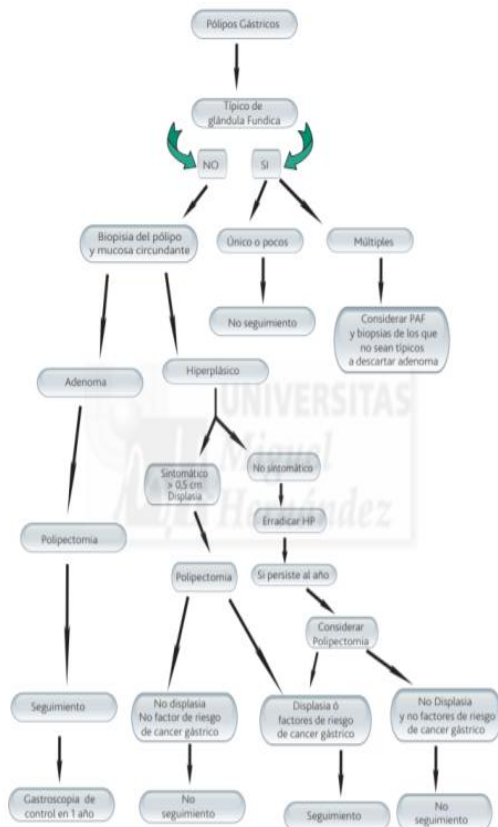 Pólipos Gástricos
Típico de
glándula Fundica
NO
SI
Biopisia del pólipo
y mucosa circundante
Único o pocos
Múltiples
No seguimiento
Considerar PAF
y biopsias de los que
no sean típicos
a descartar adenoma
Adenoma
Hiperplásico
UNIVERSITAS
Miguel
Hernández
Sintomático
> 0,5 cm
Displasia
No sintomático
Erradicar HP
Polipectomia
Polipectomia
Si persiste al año
Considerar
Polipectomia
Seguimiento
No displasia
No factor de riesgo
de cancer gástrico
Displasia ó
factores de riesgo
de cancer gástrico
No Displasia
y no factores de riesgo
de cáncer gástrico
Gastroscopia de
control en 1 año
No
seguimiento
Seguimiento
No
seguimiento